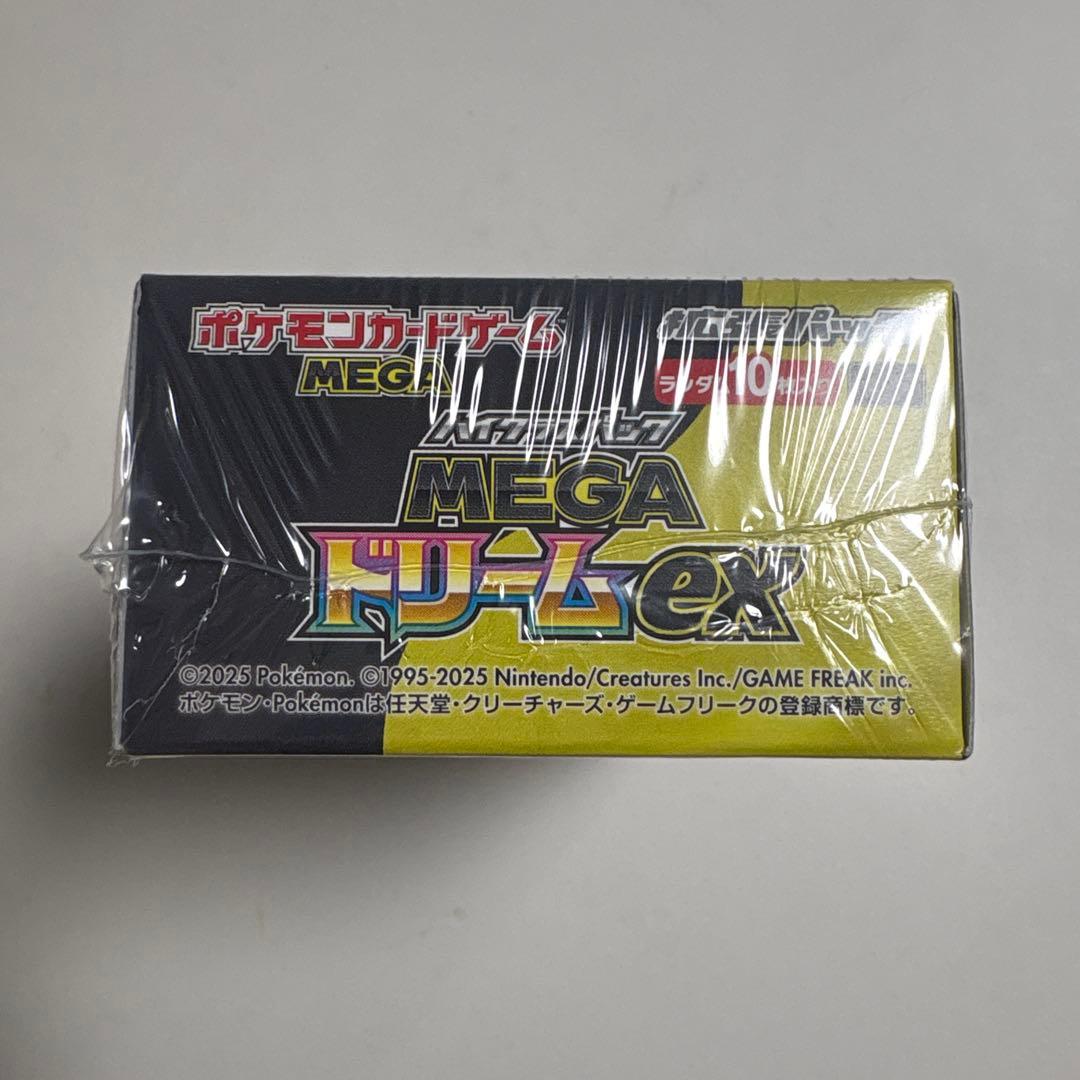 ポケモンカードゲーム™
MEGA
拡張パック
ランダム10枚入り
ハイクラスパック
MEGA
ドリームex
©2025 Pokémon. ©1995-2025 Nintendo/Creatures Inc./GAME FREAK inc.
ポケモン・Pokémonは任天堂・クリーチャーズ・ゲームフリークの登録商標です。